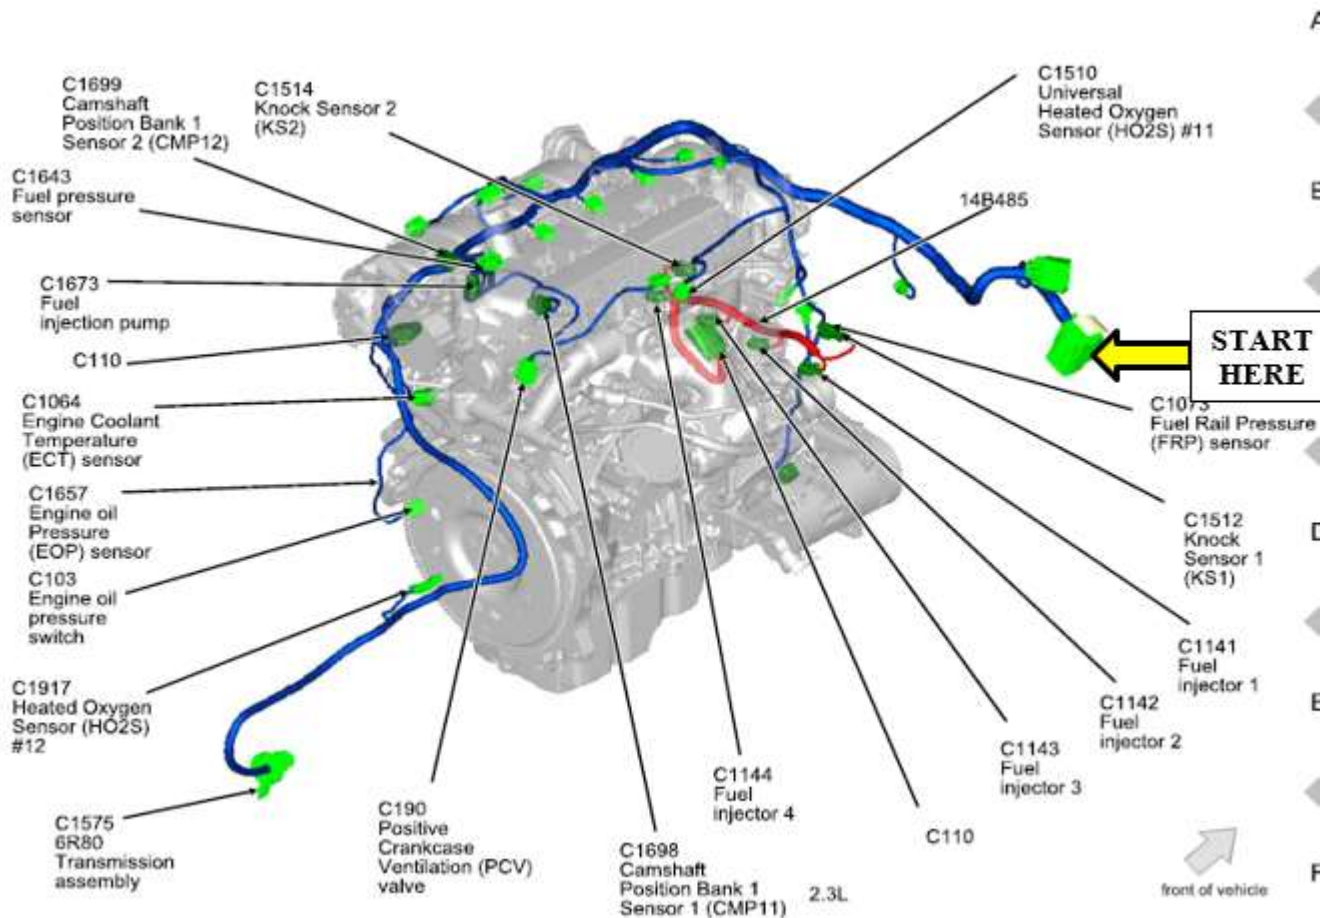 C1699
Camshaft
Position Bank 1
Sensor 2 (CMP12)
C1514
Knock Sensor 2
(KS2)
C1510
Universal
Heated Oxygen
Sensor (HO2S) #11
C1643
Fuel pressure
sensor
14B485
C1673
Fuel
injection pump
C110
START
HERE
C1064
Engine Coolant
Temperature
(ECT) sensor
C1073
Fuel Rail Pressure
(FRP) sensor
C1657
Engine oil
Pressure
(EOP) sensor
C1512
Knock
Sensor 1
(KS1)
C103
Engine oil
pressure
switch
C1141
Fuel
injector 1
C1917
Heated Oxygen
Sensor (HO2S)
#12
C1142
Fuel
injector 2
C1143
Fuel
injector 3
C1144
Fuel
injector 4
C110
C1575
6R80
Transmission
assembly
C190
Positive
Crankcase
Ventilation (PCV)
valve
C1698
Camshaft
Position Bank 1
Sensor 1 (CMP11)
2.3L
front of vehicle